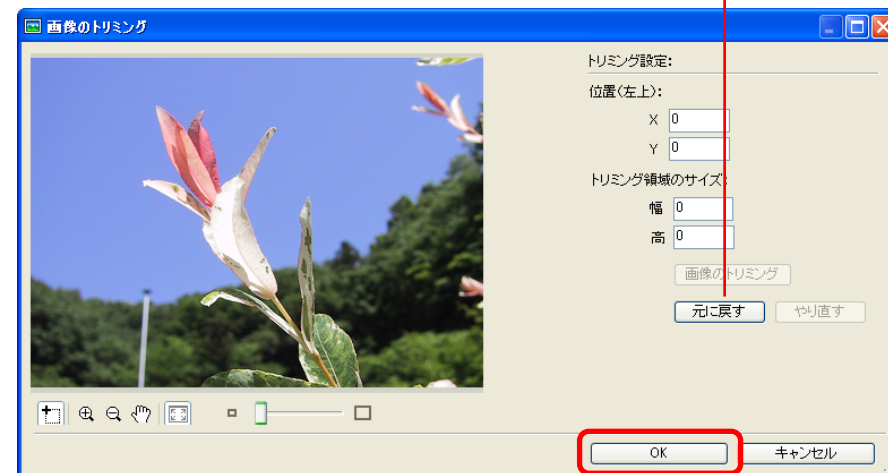 画像のトリミング
トリミング設定:
位置(左上):
X 0
Y 0
トリミング領域のサイズ:
幅 0
高 0
画像のトリミング
元に戻す やり直す
OK キャンセル